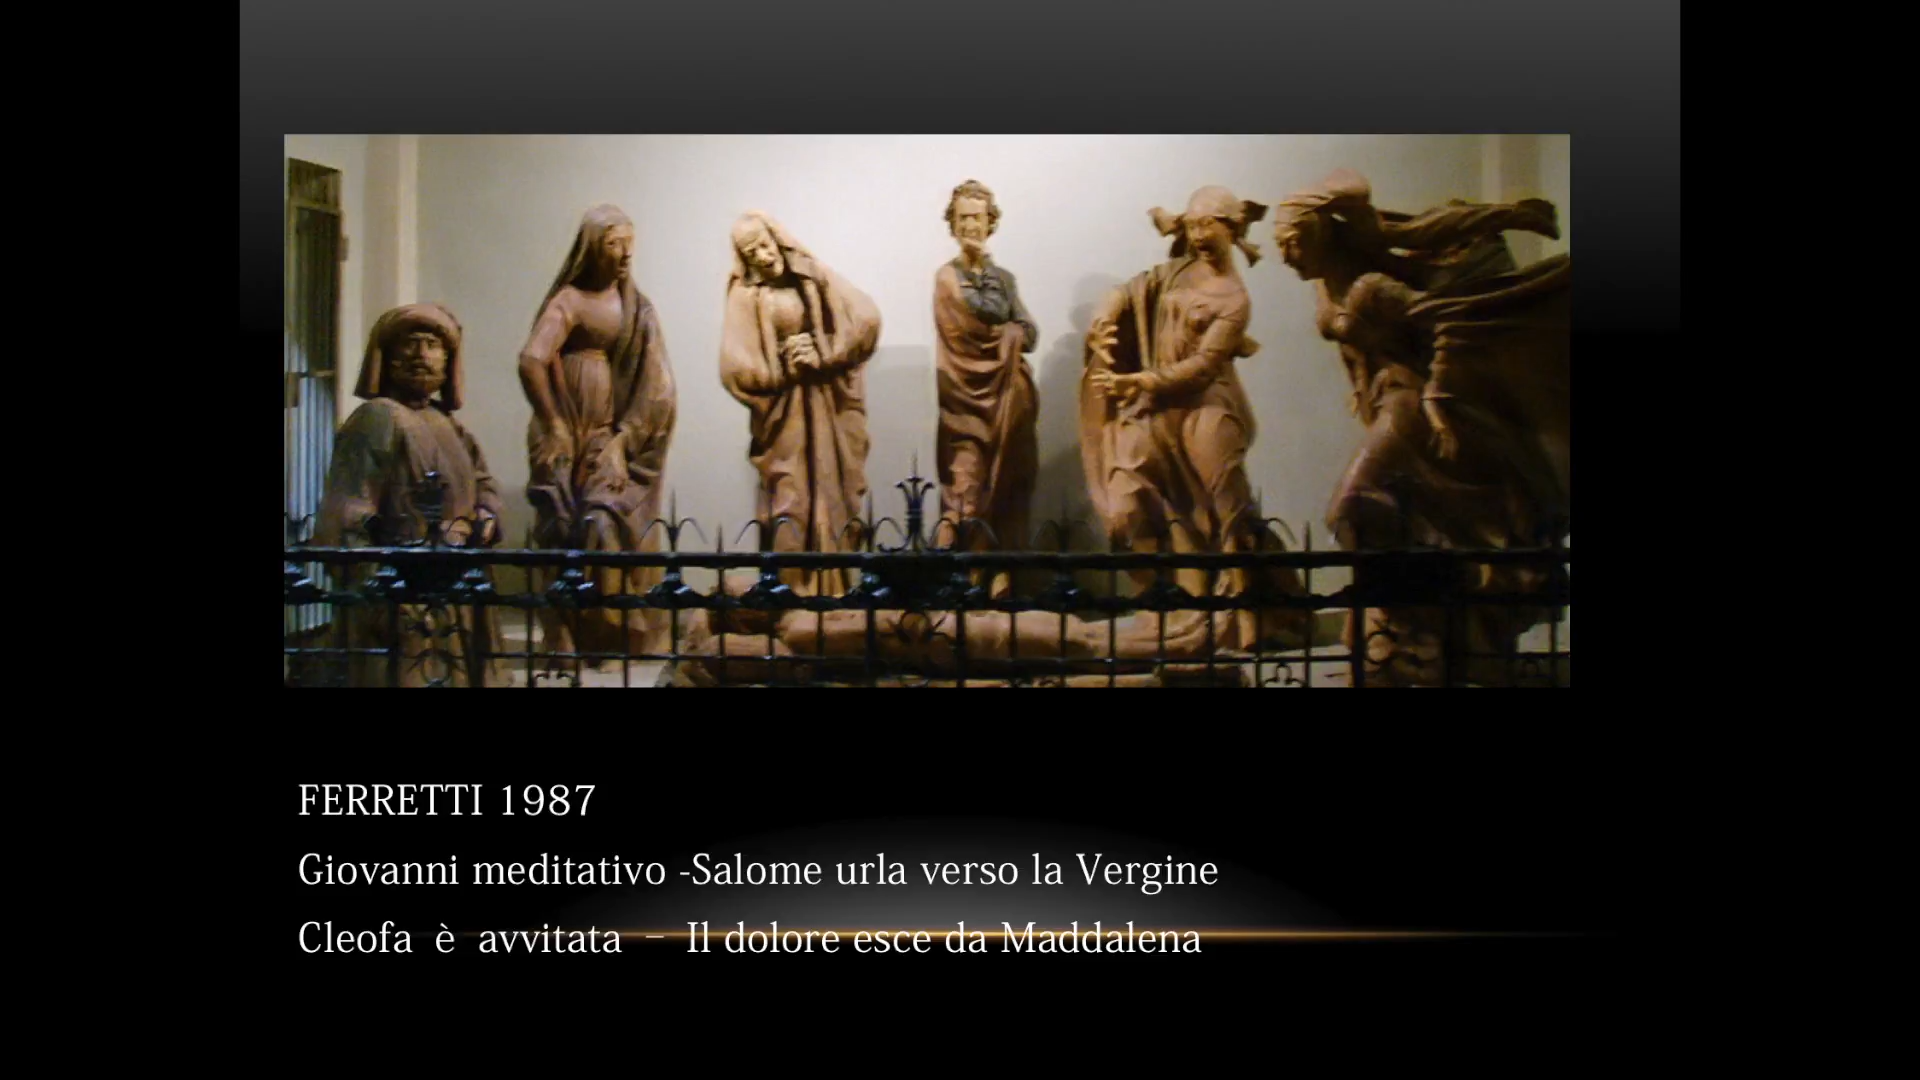 FERRETTI 1987
Giovanni meditativo -Salome urla verso la Vergine
Cleofa è avvitata – Il dolore esce da Maddalena